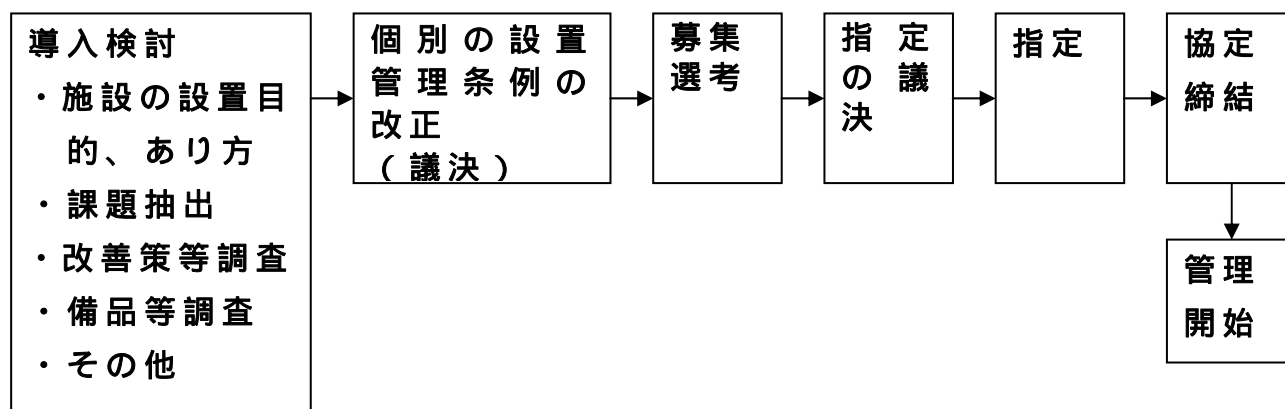 導入検討
・施設の設置目
的、あり方
・課題抽出
・改善策等調査
・備品等調査
・その他
個別の設置
管理条例の
改正
（議決）
募集
選考
指定
の議
決
指定
協定
締結
管理
開始